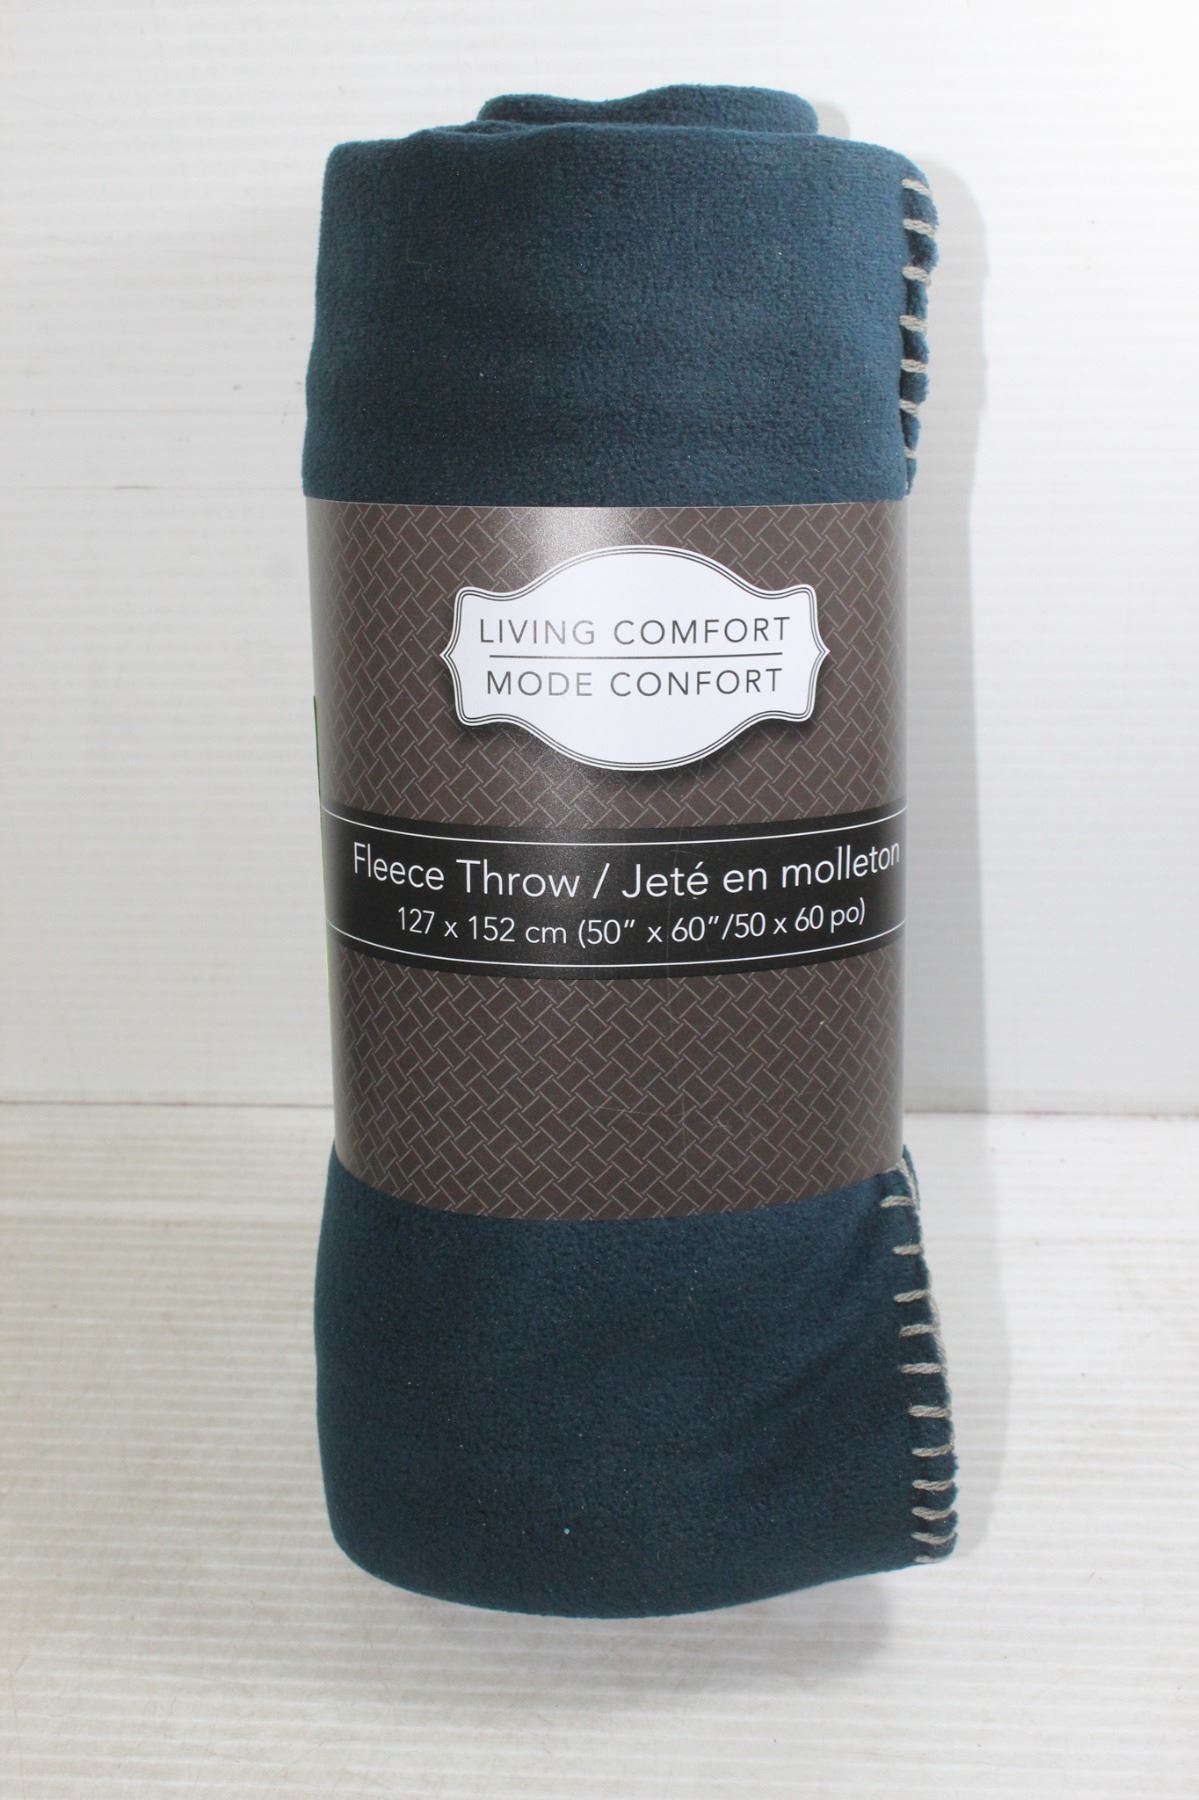 LIVING COMFORT
MODE CONFORT
Fleece Throw / Jeté en molleton
127 x 152 cm (50” x 60”/50 x 60 po)